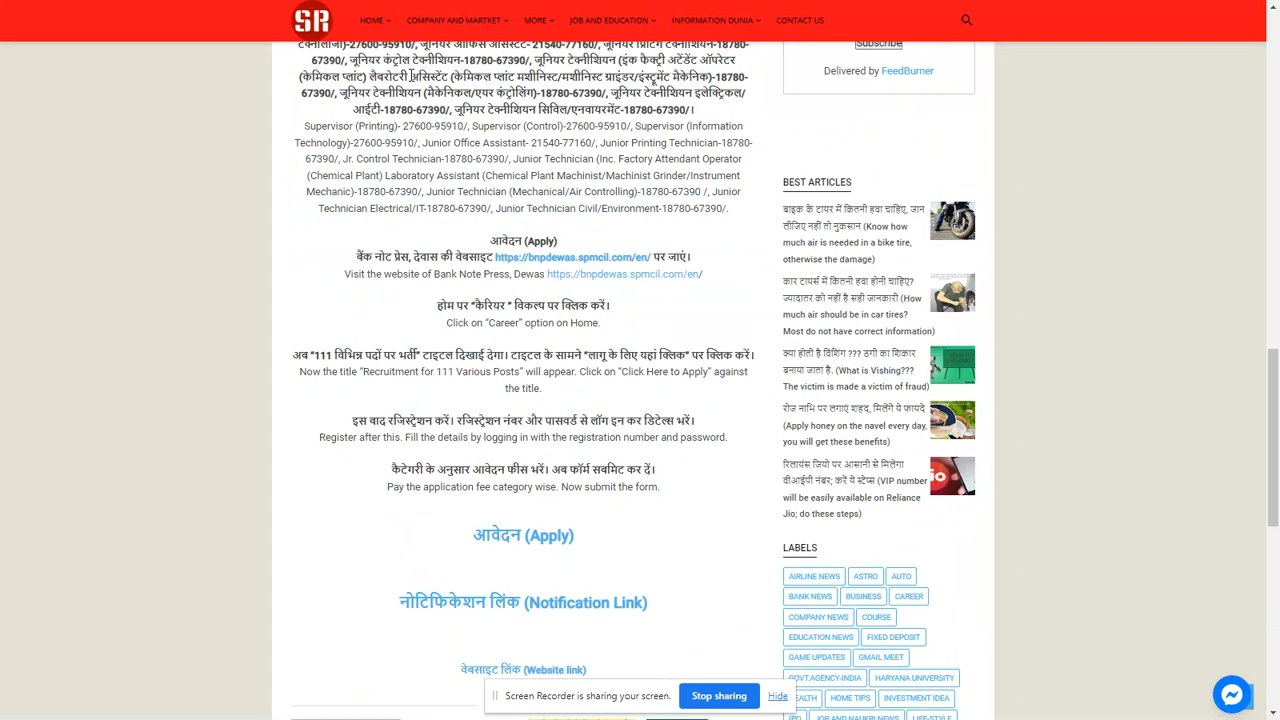 SR
HOME
COMPANY AND MARTKET
MORE
JOB AND EDUCATION
INFORMATION DUNIA
CONTACT US
टेक्नोलॉजी)-27600-95910/, जूनियर ऑफिस असिस्टेंट- 21540-77160/, जूनियर प्रिंटिंग टेक्नीशियन-18780-
67390/, जूनियर कंट्रोल टेक्नीशियन-18780-67390/, जूनियर टेक्नीशियन (इंक फैक्ट्री अटेंडेंट ऑपरेटर
(केमिकल प्लांट) लैबराटरी असिस्टेंट (केमिकल प्लांट मशीनिस्ट/मशीनिस्ट ग्राइंडर/इंस्ट्रूमेंट मैकेनिक)-18780-
67390/, जूनियर टेक्नीशियन (मेकैनिकल/एयर कंट्रोलिंग)-18780-67390/, जूनियर टेक्नीशियन इलेक्ट्रिकल/
आईटी-18780-67390/, जूनियर टेक्नीशियन सिविल/एनवायरमेंट-18780-67390/।
Supervisor (Printing)- 27600-95910/, Supervisor (Control)-27600-95910/, Supervisor (Information
Technology)-27600-95910/, Junior Office Assistant- 21540-77160/, Junior Printing Technician-18780-
67390/, Jr. Control Technician-18780-67390/, Junior Technician (Inc. Factory Attendant Operator
(Chemical Plant) Laboratory Assistant (Chemical Plant Machinist/Machinist Grinder/Instrument
Mechanic)-18780-67390/, Junior Technician (Mechanical/Air Controlling)-18780-67390 /, Junior
Technician Electrical/IT-18780-67390/, Junior Technician Civil/Environment-18780-67390/.
आवेदन (Apply)
बैंक नोट प्रेस, देवास की वेबसाइट https://bnpdewas.spmcil.com/en/ पर जाएं।
Visit the website of Bank Note Press, Dewas https://bnpdewas.spmcil.com/en/
होम पर “कैरियर ” विकल्प पर क्लिक करें।
Click on “Career” option on Home.
अब “111 विभिन्न पदों पर भर्ती” टाइटल दिखाई देगा। टाइटल के सामने “लागू के लिए यहां क्लिक” पर क्लिक करें।
Now the title “Recruitment for 111 Various Posts” will appear. Click on “Click Here to Apply” against
the title.
इस बाद रजिस्ट्रेशन करें। रजिस्ट्रेशन नंबर और पासवर्ड से लॉग इन कर डिटेल्स भरें।
Register after this. Fill the details by logging in with the registration number and password.
कैटेगरी के अनुसार आवेदन फीस भरें। अब फॉर्म सबमिट कर दें।
Pay the application fee category wise. Now submit the form.
आवेदन (Apply)
नोटिफिकेशन लिंक (Notification Link)
वेबसाइट लिंक (Website link)
Subscribe
Delivered by FeedBurner
BEST ARTICLES
बाइक के टायर में कितनी हवा चाहिए, जान
लीजिए नहीं तो नुकसान (Know how
much air is needed in a bike tire,
otherwise the damage)
कार टायर्स में कितनी हवा होनी चाहिए?
ज्यादातर को नहीं है सही जानकारी (How
much air should be in car tires?
Most do not have correct information)
क्या होती है विशिंग ??? ठगी का शिकार
बनाया जाता है. (What is Vishing???
The victim is made a victim of fraud)
रोज नाभि पर लगाएं शहद, मिलेंगे ये फायदे
(Apply honey on the navel every day,
you will get these benefits)
रिलायंस जियो पर आसानी से मिलेगा
वीआईपी नंबर; करें ये स्टेप्स (VIP number
will be easily available on Reliance
Jio; do these steps)
LABELS
AIRLINE NEWS
ASTRO
AUTO
BANK NEWS
BUSINESS
CAREER
COMPANY NEWS
COURSE
EDUCATION NEWS
FIXED DEPOSIT
GAME UPDATES
GMAIL MEET
GOVT.AGENCY-INDIA
HARYANA UNIVERSITY
HOME TIPS
INVESTMENT IDEA
IPO
JOB AND NAUKRI NEWS
LIFE-STYLE
Screen Recorder is sharing your screen.
Stop sharing
Hide